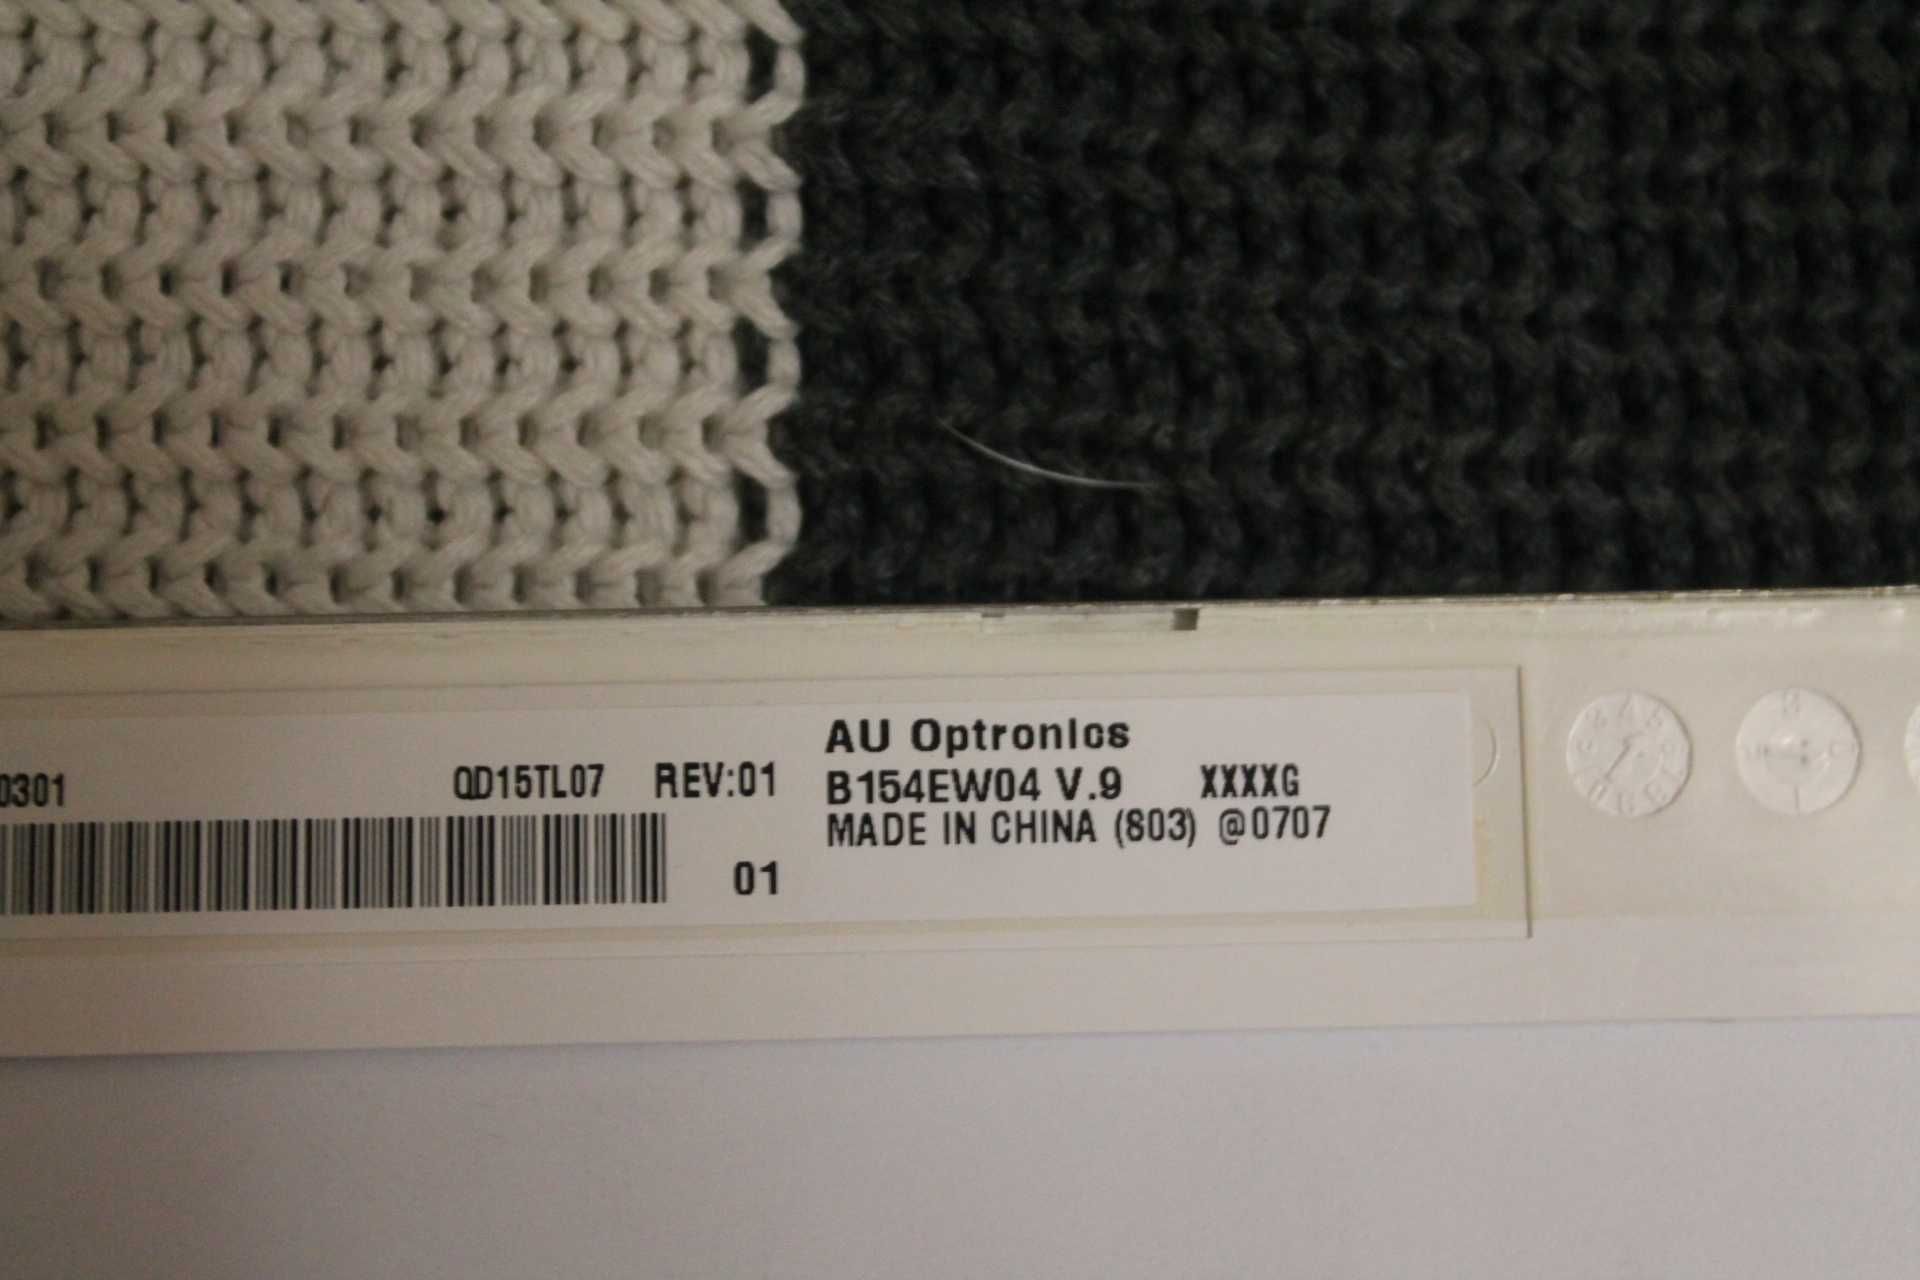 0301 QD15TL07 REV:01
01
AU Optronics
B154EW04 V.9 XXXXG
MADE IN CHINA (803) @0707